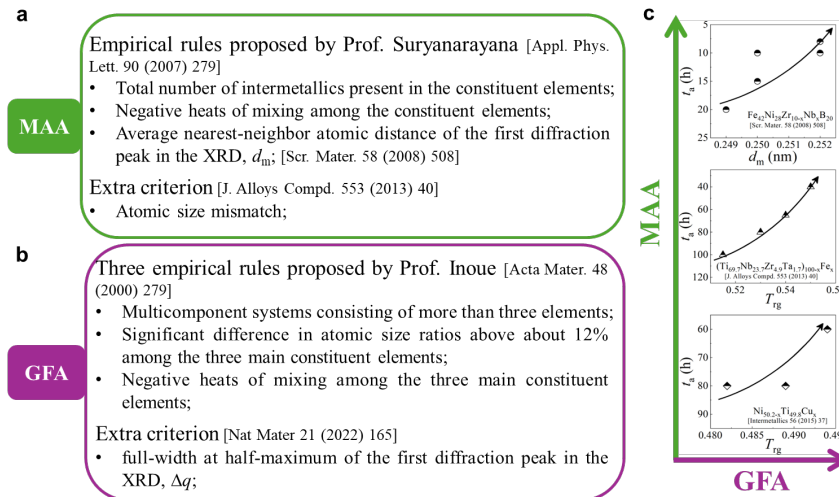 a
Empirical rules proposed by Prof. Suryanarayana [Appl. Phys.
Lett. 90 (2007) 279]
• Total number of intermetallics present in the constituent elements;
• Negative heats of mixing among the constituent elements;
• Average nearest-neighbor atomic distance of the first diffraction
peak in the XRD, dm; [Scr. Mater. 58 (2008) 508]
MAA
Extra criterion [J. Alloys Compd. 553 (2013) 40]
• Atomic size mismatch;
b
Three empirical rules proposed by Prof. Inoue [Acta Mater. 48
(2000) 279]
• Multicomponent systems consisting of more than three elements;
• Significant difference in atomic size ratios above about 12%
among the three main constituent elements;
• Negative heats of mixing among the three main constituent
elements;
GFA
Extra criterion [Nat Mater 21 (2022) 165]
• full-width at half-maximum of the first diffraction peak in the
XRD, Δq;
c
MAA
5
10
15
20
25
ta (h)
Fe42Ni28Zr10-xNbxB20
[Scr. Mater. 58 (2008) 508]
0.249 0.250 0.251 0.252
dm (nm)
40
60
80
100
120
ta (h)
(Ti69.7Nb23.7Zr4.9Ta1.7)100-xFex
[J. Alloys Compd. 553 (2013) 40]
0.52 0.53 0.54 0.5
Trg
60
70
80
90
ta (h)
Ni50.2-xTi49.8Cux
[Intermetallics 56 (2015) 37]
0.480 0.485 0.490 0.49
Trg
GFA